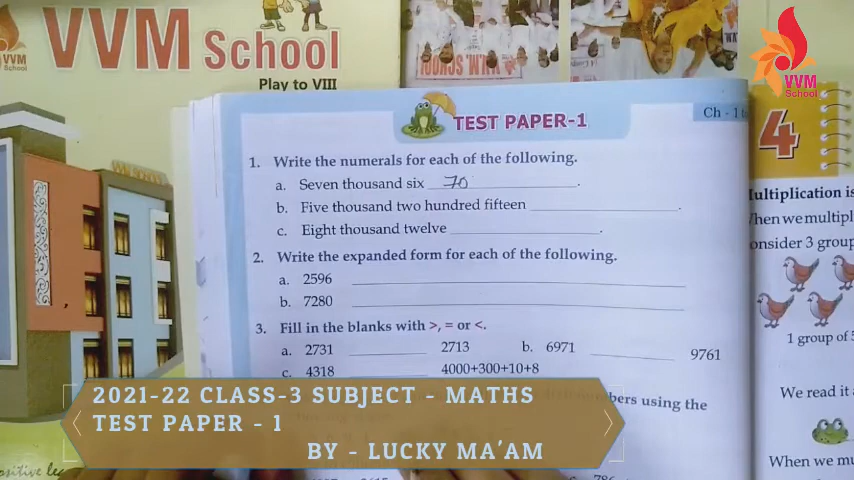 VVM School
Play to VIII
VVM
School
TEST PAPER-1
Ch - 1
1. Write the numerals for each of the following.
a. Seven thousand six 70
b. Five thousand two hundred fifteen
c. Eight thousand twelve
2. Write the expanded form for each of the following.
a. 2596
b. 7280
3. Fill in the blanks with >, = or <.
a. 2731 2713 b. 6971 9761
c. 4318 4000+300+10+8
using the
4
Multiplication is
When we multipl
onsider 3 group
1 group of 5
We read it
When we mu
2021-22 CLASS-3 SUBJECT - MATHS
TEST PAPER - 1
BY - LUCKY MA'AM